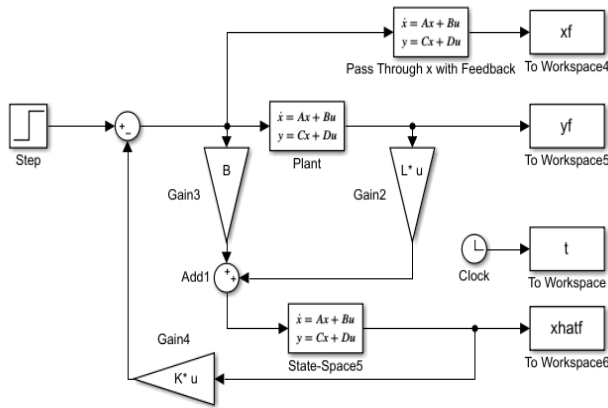 ẋ = Ax + Bu
y = Cx + Du
Pass Through x with Feedback
xf
To Workspace4
Step
+
−
ẋ = Ax + Bu
y = Cx + Du
Plant
yf
To Workspace5
B
Gain3
L* u
Gain2
Clock
t
To Workspace
Add1
+
+
ẋ = Ax + Bu
y = Cx + Du
State-Space5
xhatf
To Workspace6
Gain4
K* u